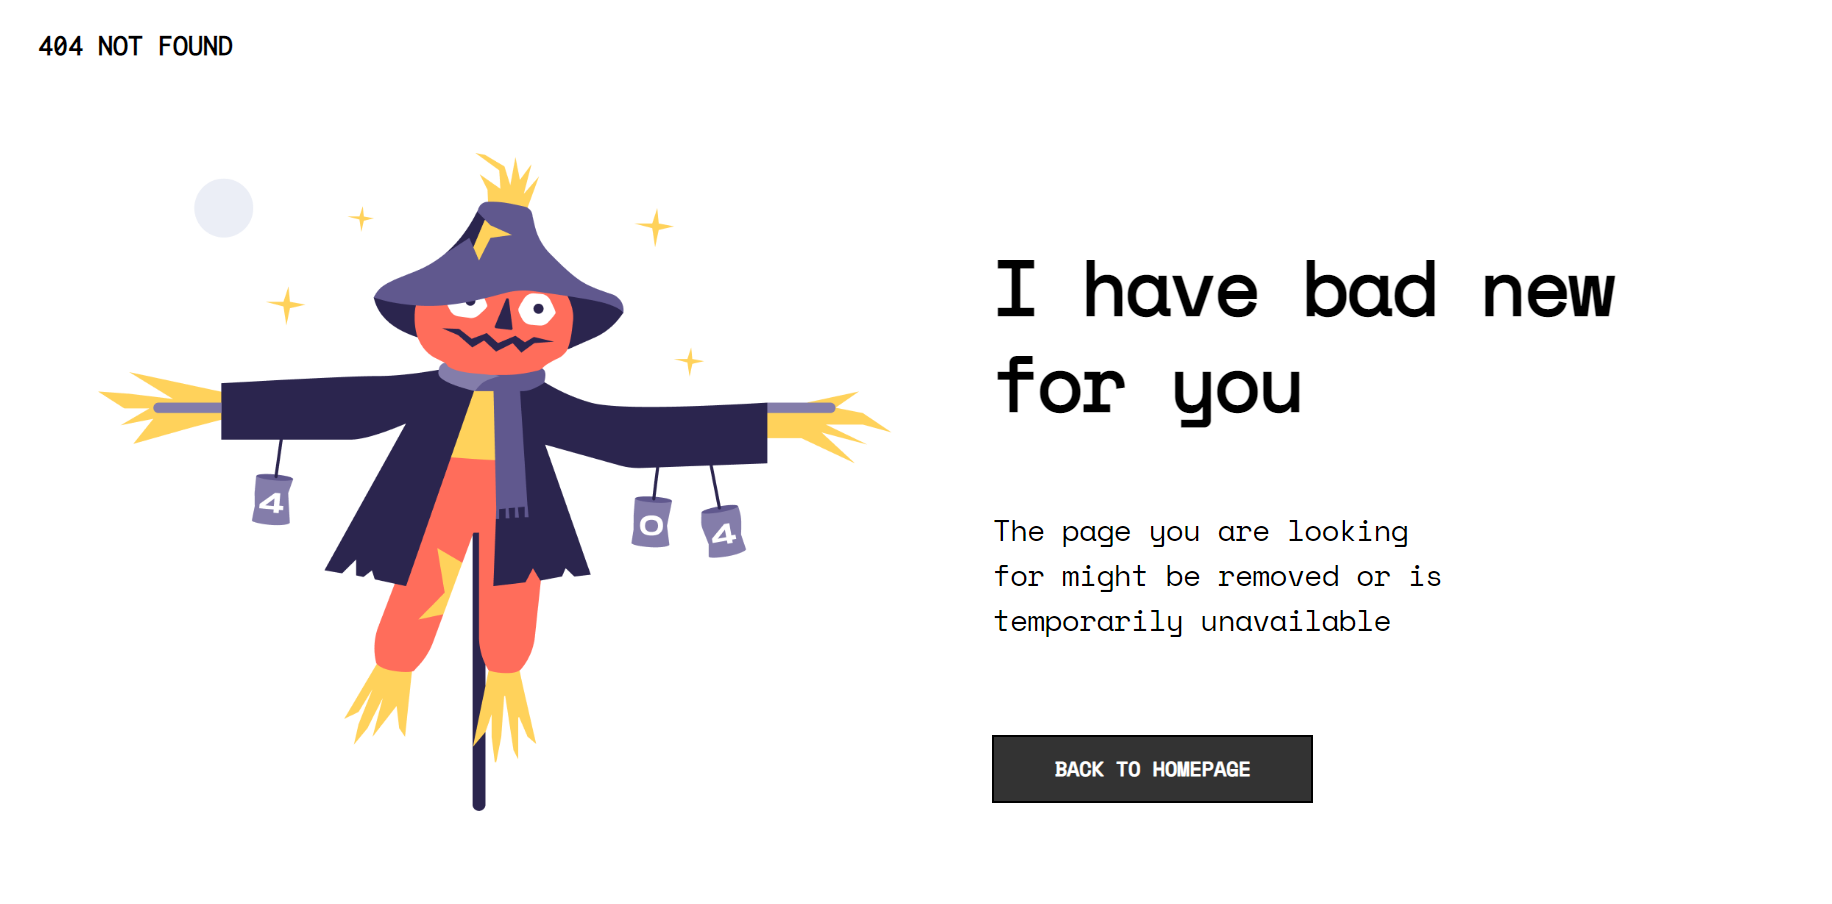 404 NOT FOUND
I have bad new
for you
The page you are looking
for might be removed or is
temporarily unavailable
BACK TO HOMEPAGE
4
0
4